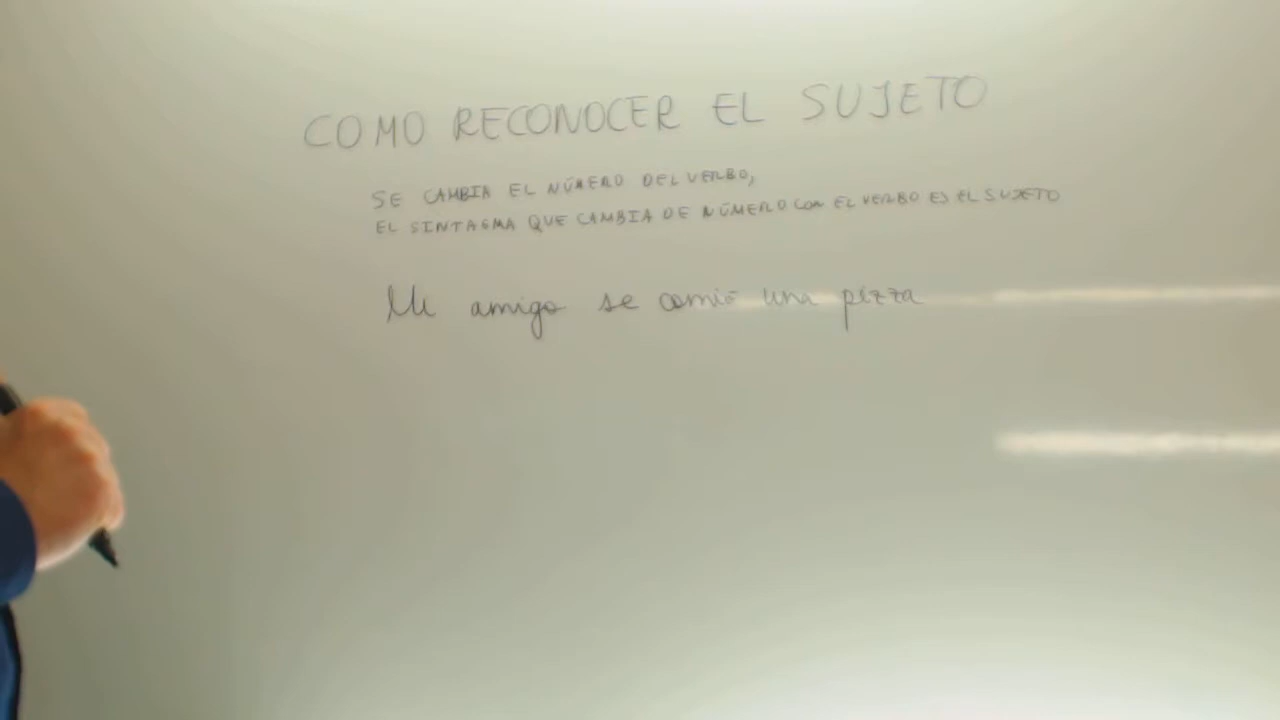 COMO RECONOCER EL SUJETO
SE CAMBIA EL NÚMERO DEL VERBO,
EL SINTAGMA QUE CAMBIA DE NÚMERO CON EL VERBO ES EL SUJETO
Mi amigo se comió una pizza